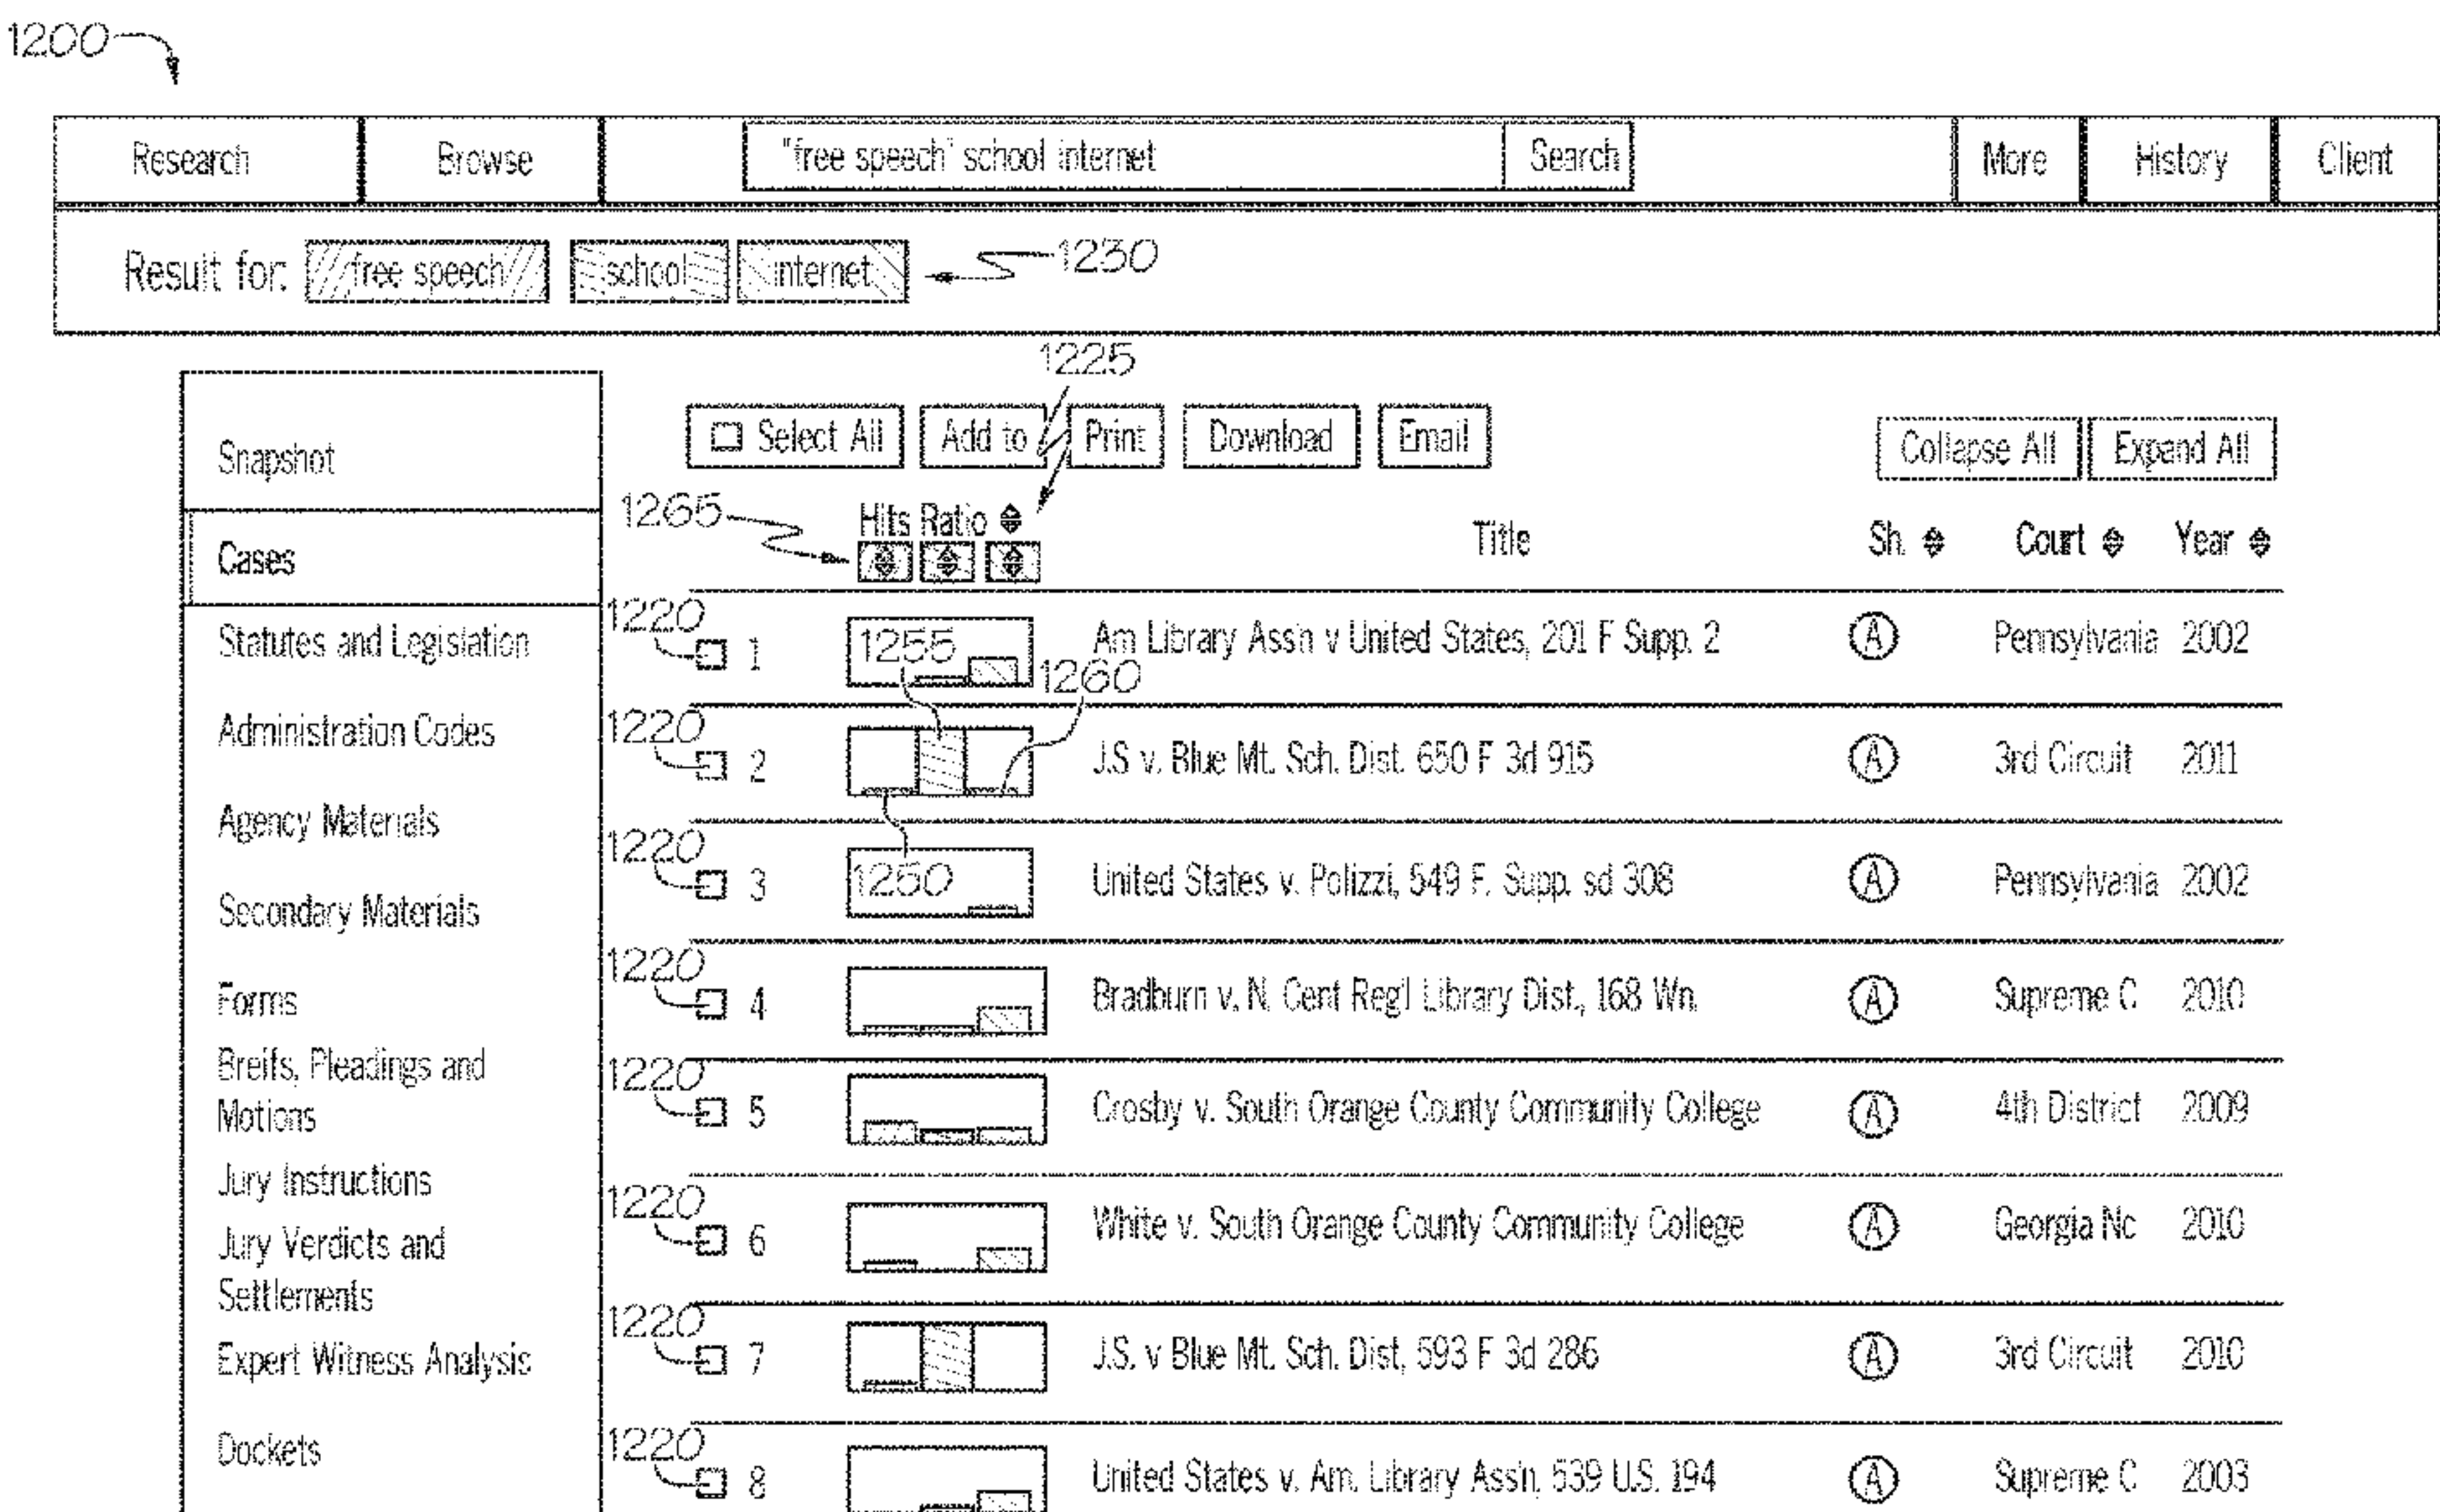 1200
Research Browse "free speech" school internet Search More History Client
Result for: free speech school internet 1230
1225
Select All Add to Print Download Email Collapse All Expand All
1265 Hits Ratio Title Sh. Court Year
Snapshot
Cases
Statutes and Legislation
Administration Codes
Agency Materials
Secondary Materials
Forms
Breifs, Pleadings and
Motions
Jury Instructions
Jury Verdicts and
Settlements
Expert Witness Analysis
Dockets
1220 1 1255 Am Library Ass'n v United States, 201 F Supp. 2 A Pennsylvania 2002
1260
1220 2 J.S v. Blue Mt. Sch. Dist. 650 F 3d 915 A 3rd Circuit 2011
1220 3 1250 United States v. Polizzi, 549 F. Supp. sd 308 A Pennsylvania 2002
1220 4 Bradburn v. N. Cent Reg'l Library Dist., 168 Wn. A Supreme C 2010
1220 5 Crosby v. South Orange County Community College A 4th District 2009
1220 6 White v. South Orange County Community College A Georgia Nc 2010
1220 7 J.S. v Blue Mt. Sch. Dist, 593 F 3d 286 A 3rd Circuit 2010
1220 8 United States v. Am. Library Ass'n, 539 U.S. 194 A Supreme C 2003